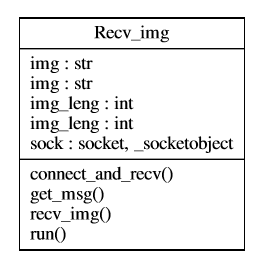 Recv_img
img : str
img : str
img_leng : int
img_leng : int
sock : socket, _socketobject
connect_and_recv()
get_msg()
recv_img()
run()